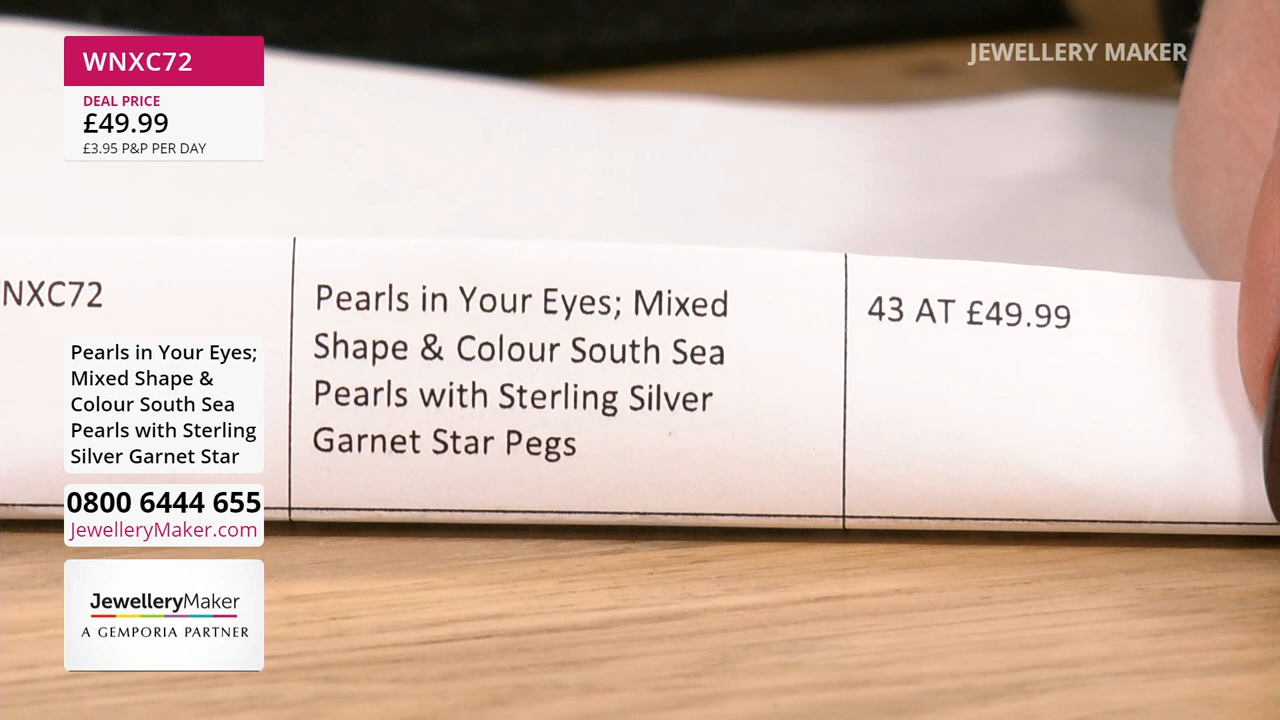 WNXC72
DEAL PRICE
£49.99
£3.95 P&P PER DAY
JEWELLERY MAKER
NXC72
Pearls in Your Eyes; Mixed
Shape & Colour South Sea
Pearls with Sterling Silver
Garnet Star Pegs
43 AT £49.99
Pearls in Your Eyes;
Mixed Shape &
Colour South Sea
Pearls with Sterling
Silver Garnet Star
0800 6444 655
JewelleryMaker.com
JewelleryMaker
A GEMPORIA PARTNER